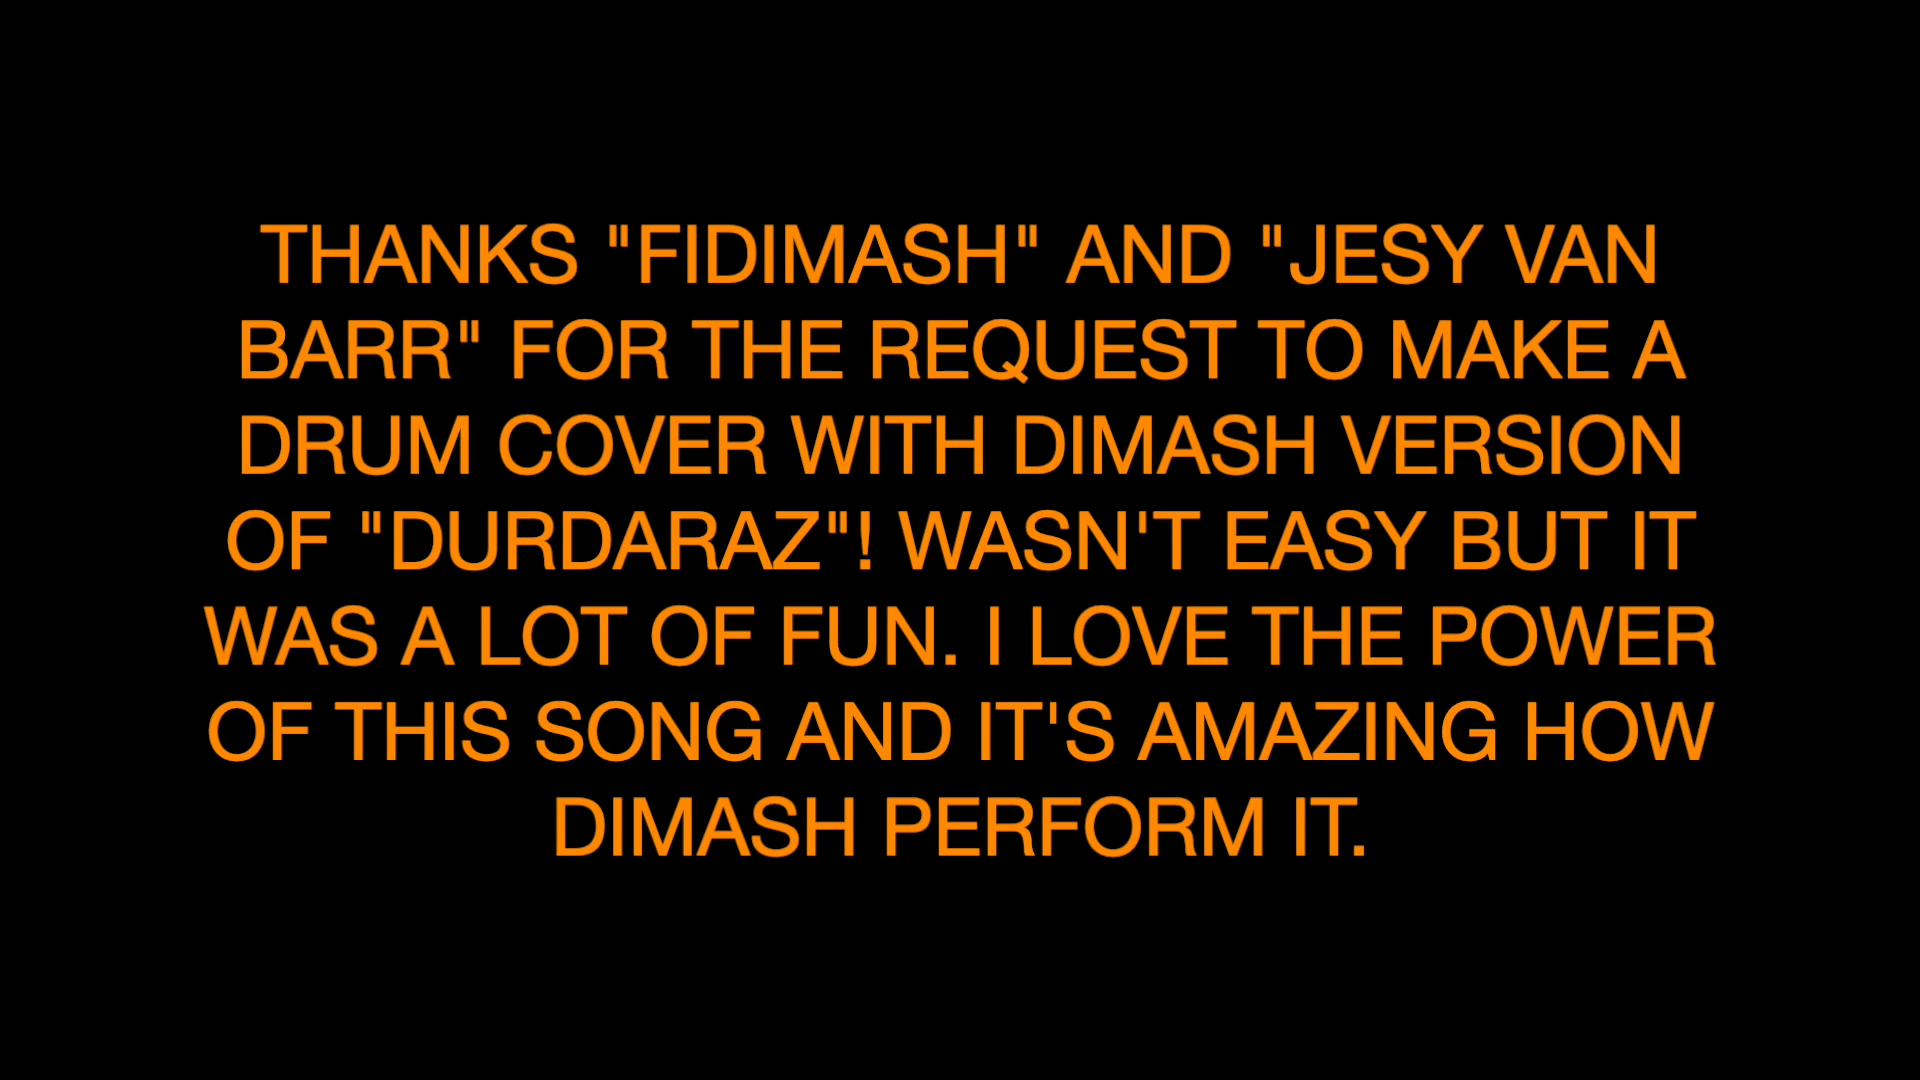 THANKS "FIDIMASH" AND "JESY VAN
BARR" FOR THE REQUEST TO MAKE A
DRUM COVER WITH DIMASH VERSION
OF "DURDARAZ"! WASN'T EASY BUT IT
WAS A LOT OF FUN. I LOVE THE POWER
OF THIS SONG AND IT'S AMAZING HOW
DIMASH PERFORM IT.